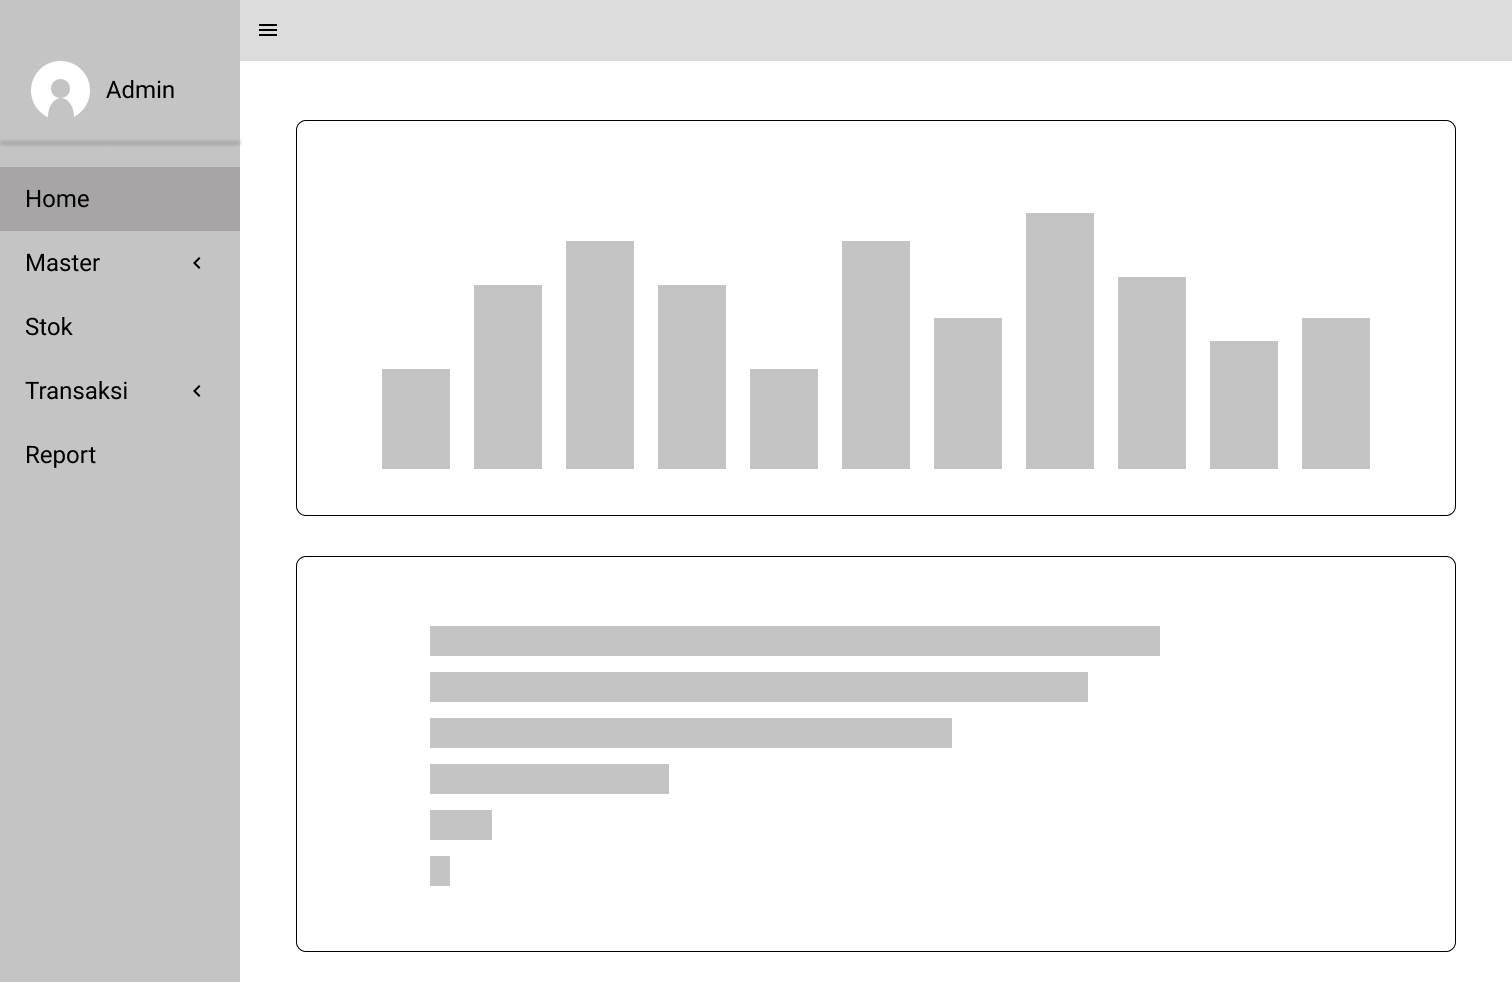 Admin
Home
Master
Stok
Transaksi
Report